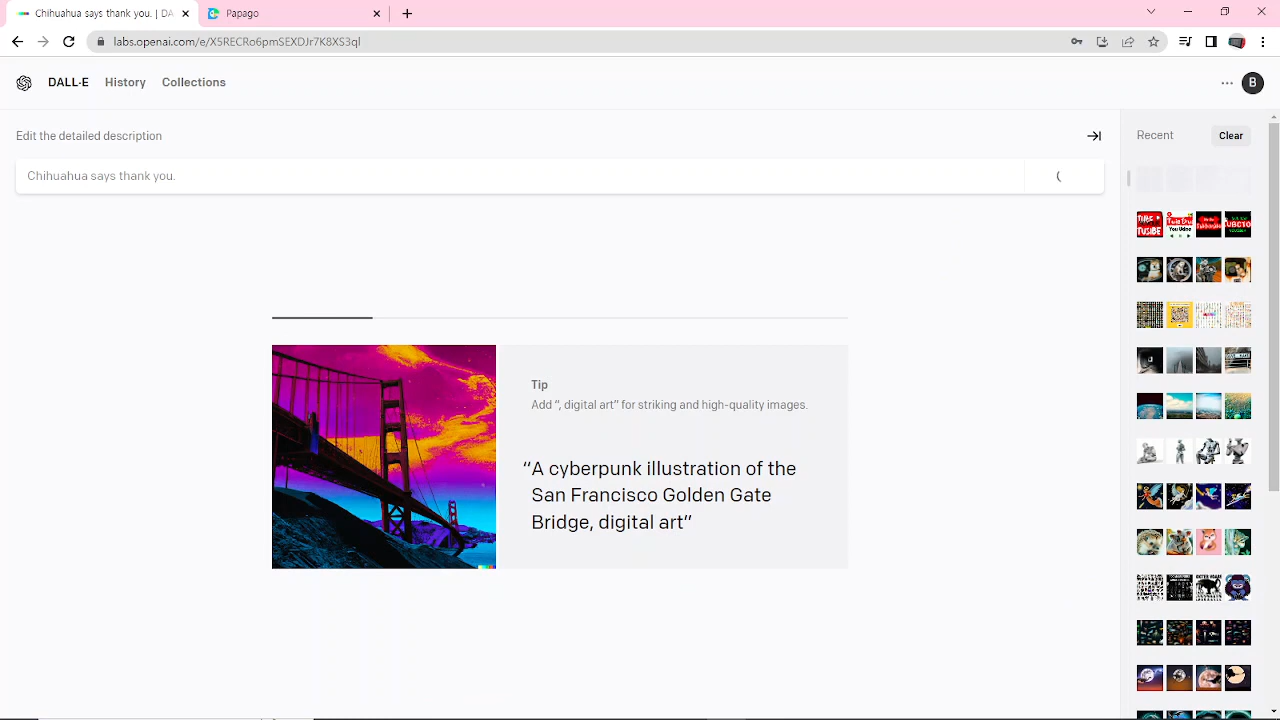 Chihuahua says thank you. | DA
Papago
labs.openai.com/e/X5RECRo6pmSEXDJr7K8XS3ql
DALL·E History Collections
B
Edit the detailed description
Recent
Clear
Chihuahua says thank you.
Tip
Add “, digital art” for striking and high-quality images.
“A cyberpunk illustration of the
San Francisco Golden Gate
Bridge, digital art”